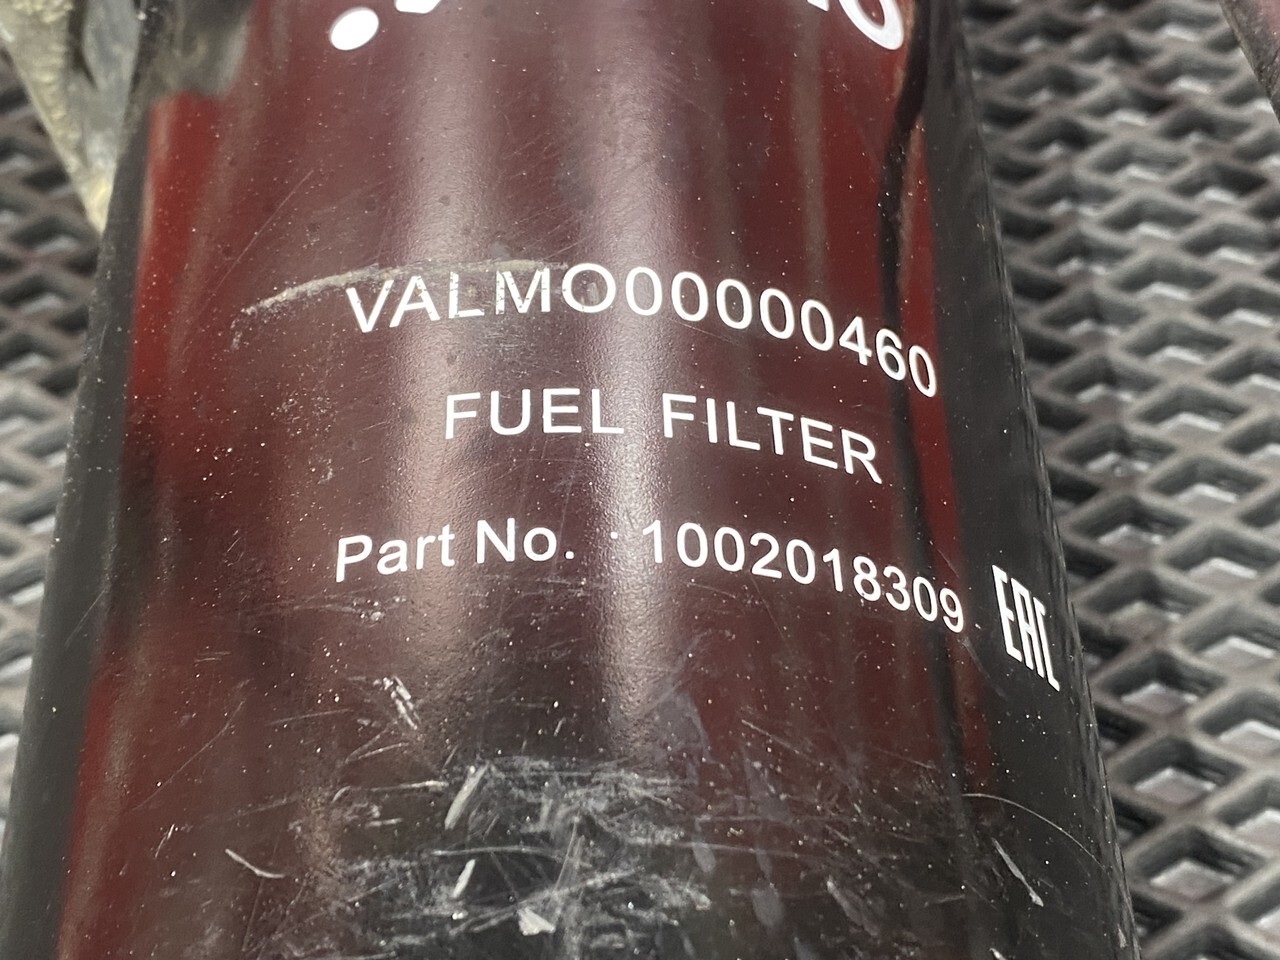 VALMO00000460
FUEL FILTER
Part No. 1002018309
EAC